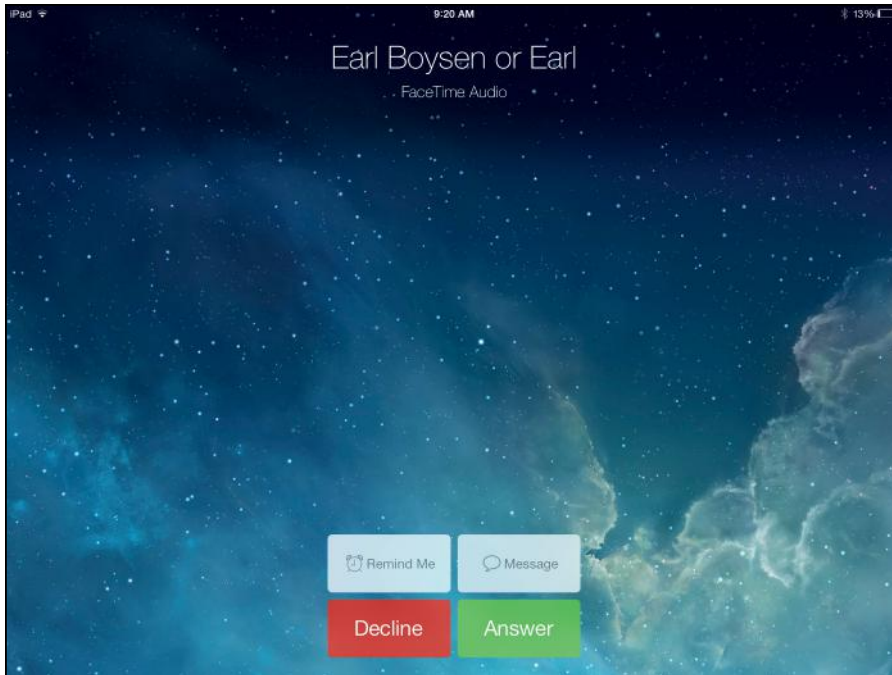 iPad 9:20 AM 13%
Earl Boysen or Earl
FaceTime Audio
Remind Me Message
Decline Answer